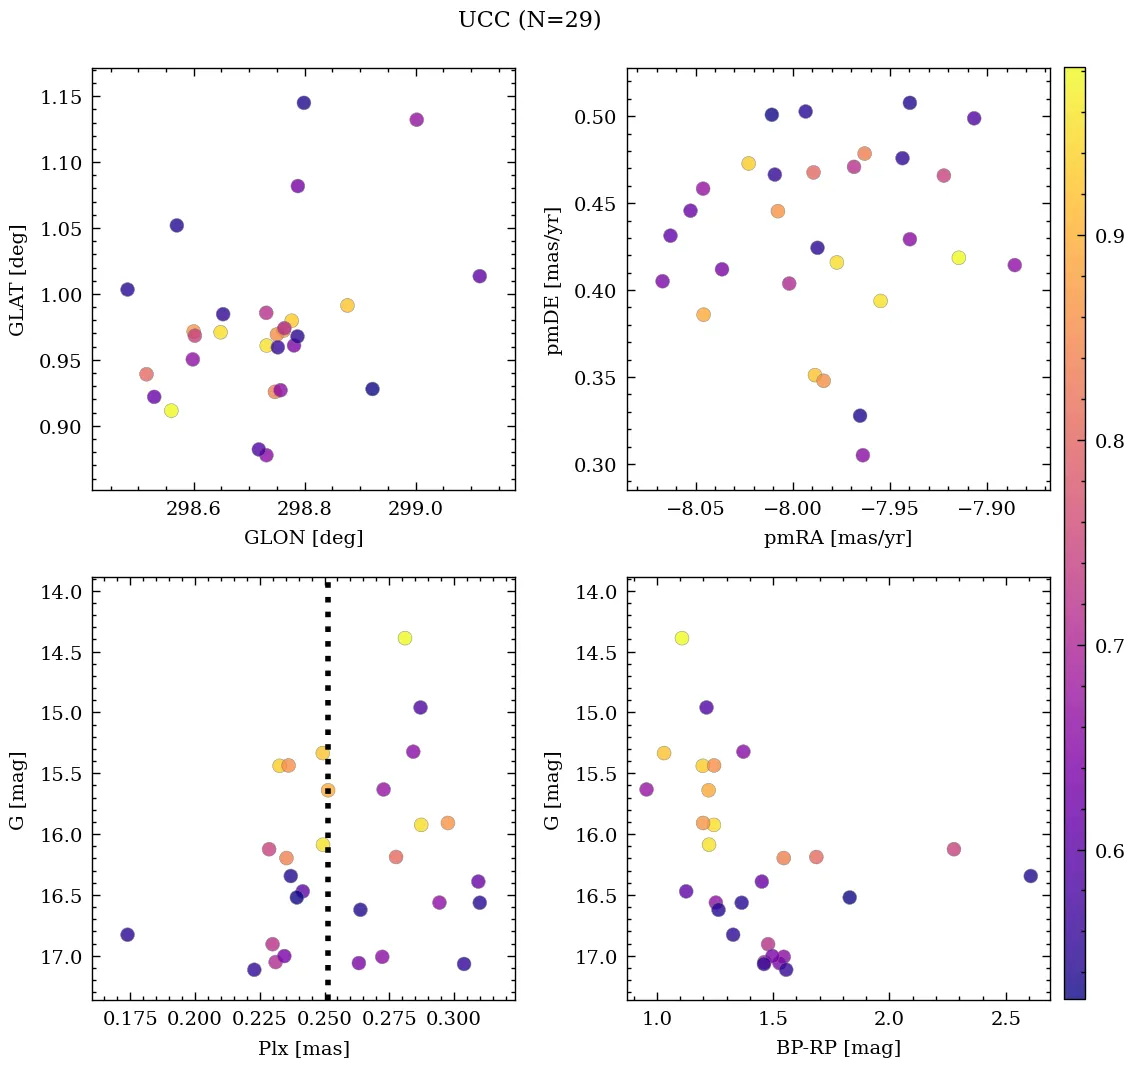 UCC (N=29)
1.15
1.10
1.05
1.00
0.95
0.90
GLAT [deg]
298.6 298.8 299.0
GLON [deg]
0.50
0.45
0.40
0.35
0.30
pmDE [mas/yr]
−8.05 −8.00 −7.95 −7.90
pmRA [mas/yr]
14.0
14.5
15.0
15.5
16.0
16.5
17.0
G [mag]
0.175 0.200 0.225 0.250 0.275 0.300
Plx [mas]
14.0
14.5
15.0
15.5
16.0
16.5
17.0
G [mag]
1.0 1.5 2.0 2.5
BP-RP [mag]
0.9
0.8
0.7
0.6